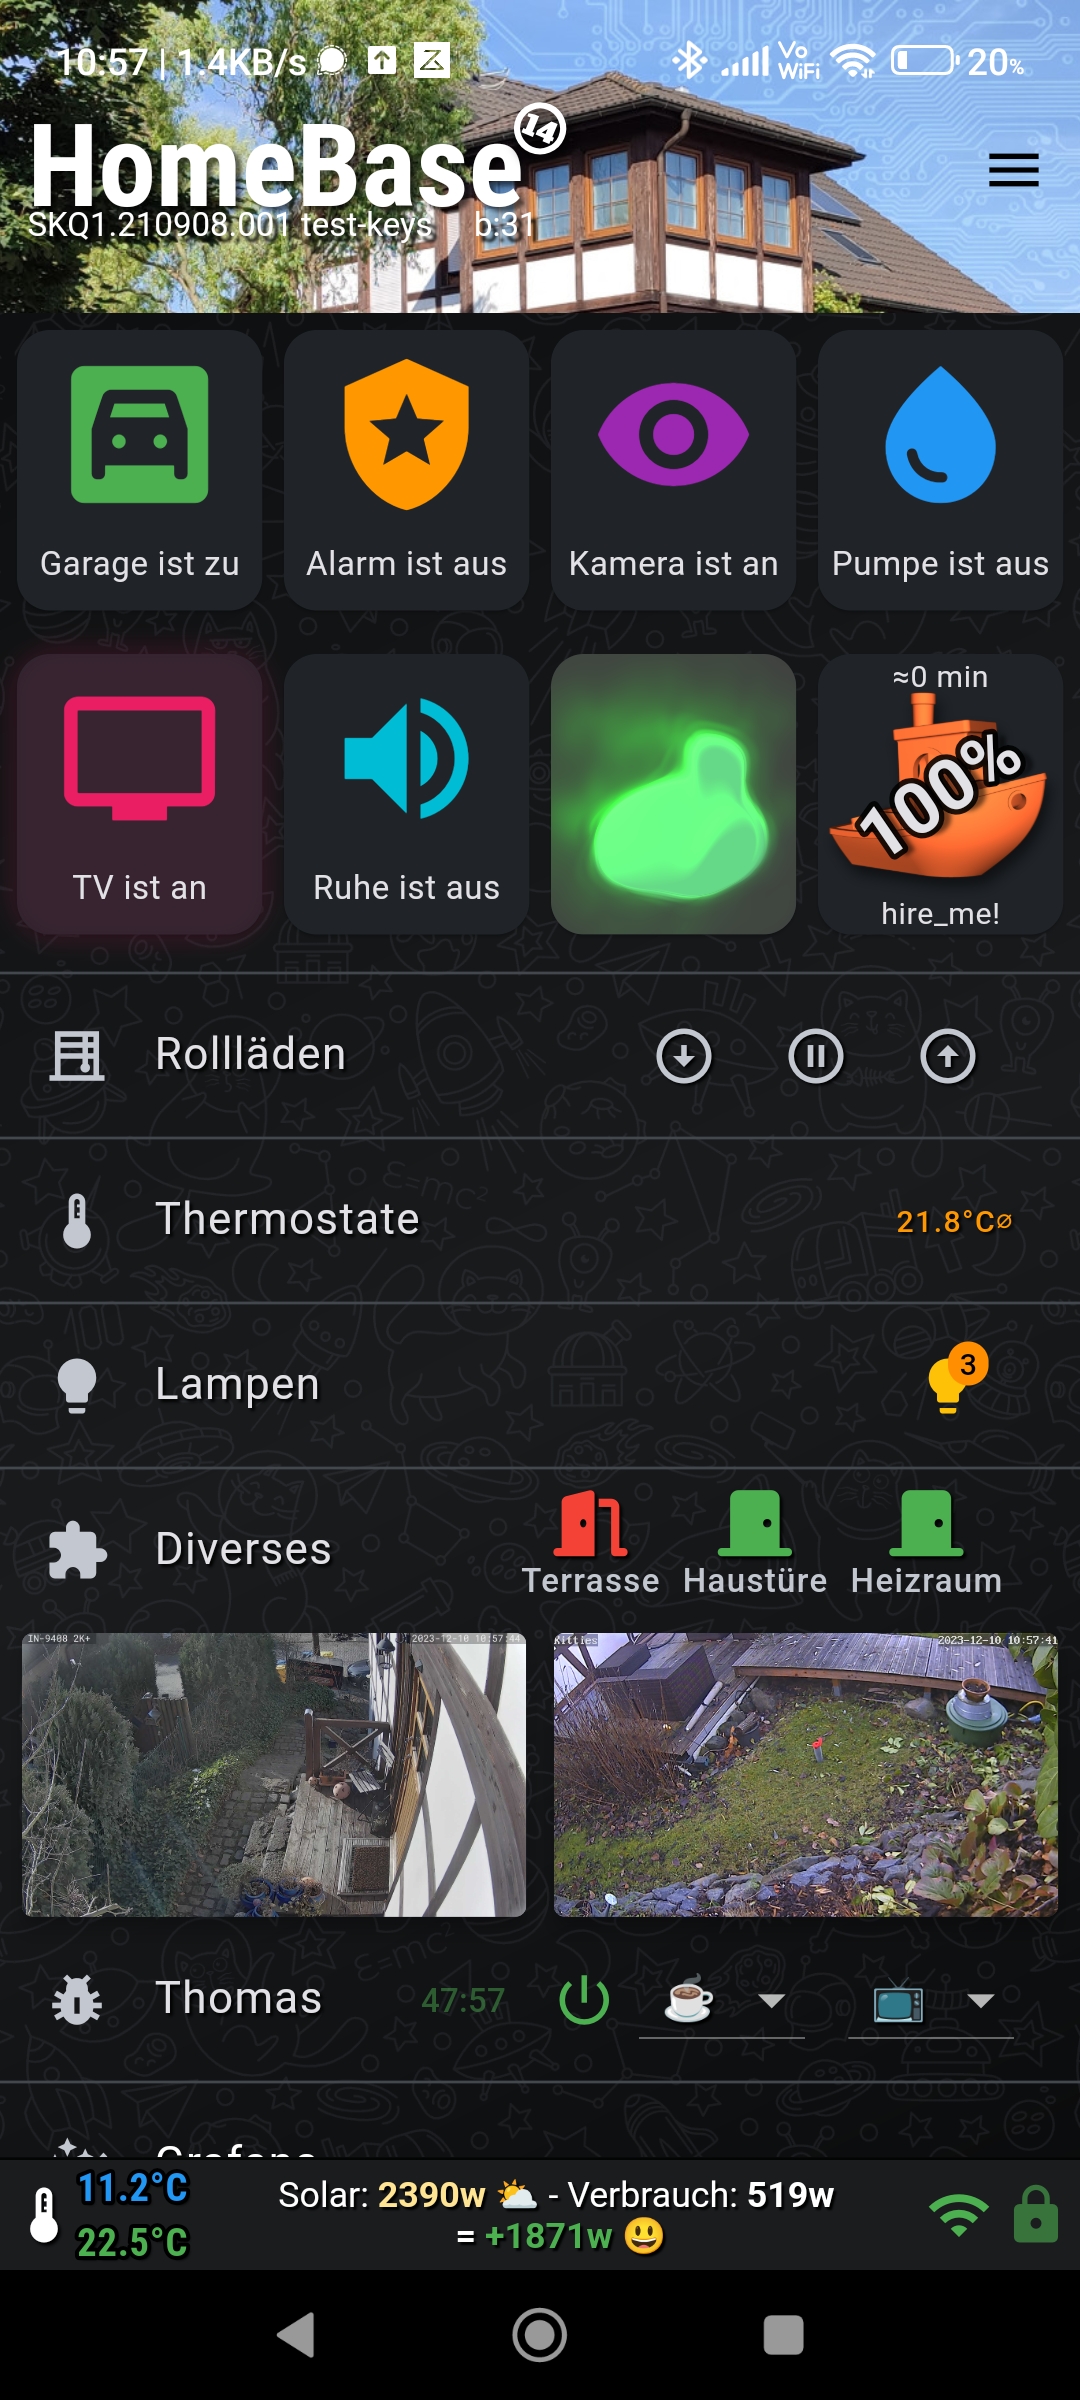 10:57 | 1.4KB/s
Vo
WiFi
20%
HomeBase
14
SKQ1.210908.001 test-keys b:31
Garage ist zu
Alarm ist aus
Kamera ist an
Pumpe ist aus
TV ist an
Ruhe ist aus
≈0 min
100%
hire_me!
Rollläden
Thermostate
21.8°C⌀
Lampen
3
Diverses
Terrasse
Haustüre
Heizraum
IN-9408 2K+
2023-12-10 10:57:44
Kitties
2023-12-10 10:57:41
E=mc²
E=mc²
Thomas
47:57
11.2°C
22.5°C
Solar: 2390w ⛅ - Verbrauch: 519w
= +1871w 😃